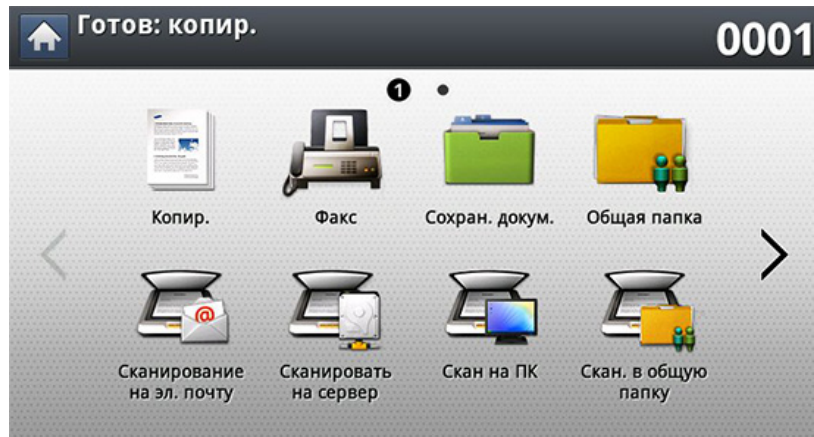 Готов: копир.
0001
1
Копир.
Факс
Сохран. докум.
Общая папка
Сканирование
на эл. почту
Сканировать
на сервер
Скан на ПК
Скан. в общую
папку